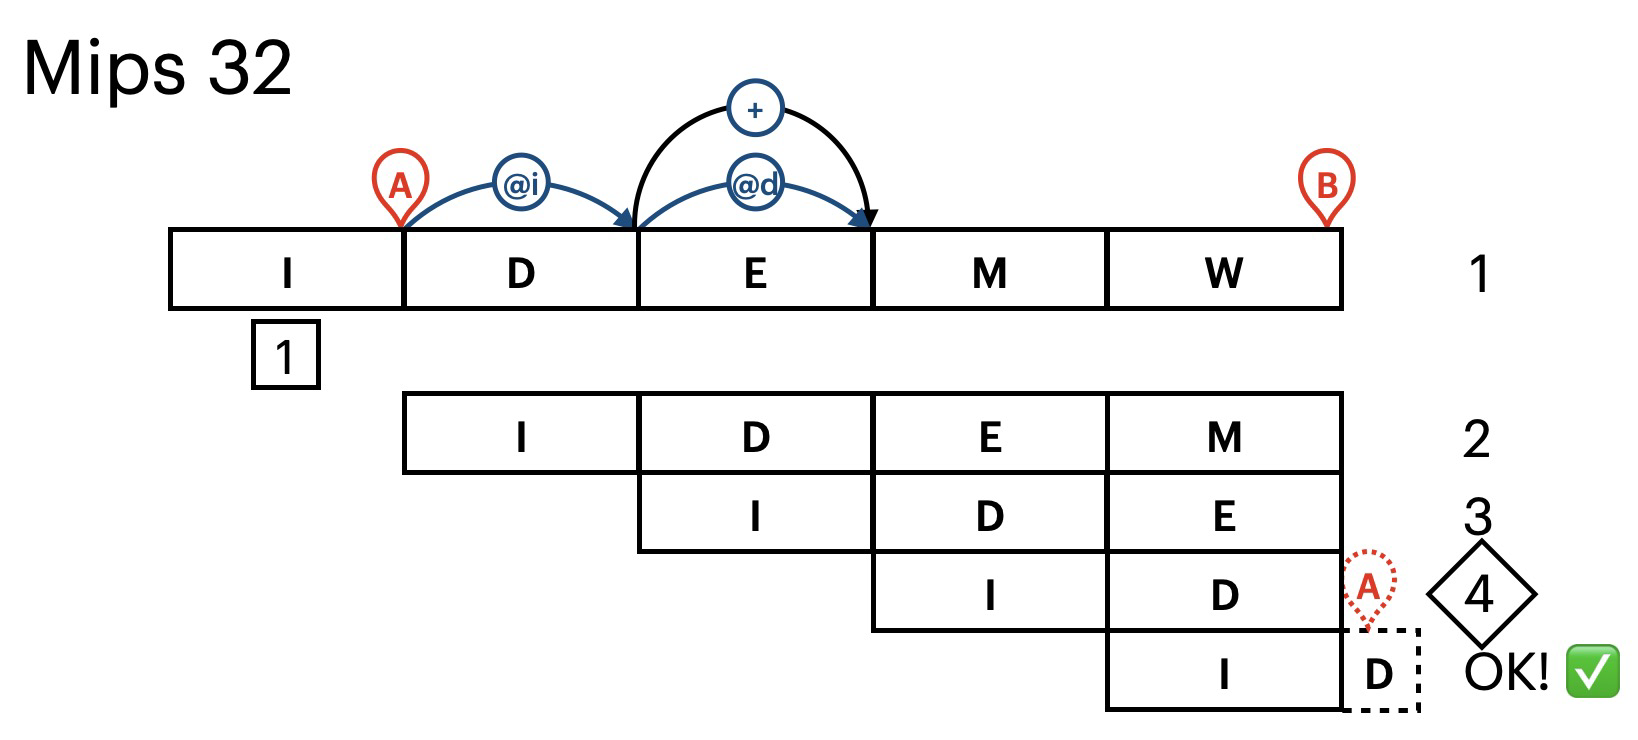 Mips 32
+
A @i @d B
I D E M W 1
1
I D E M 2
I D E 3
I D A 4
I D OK!